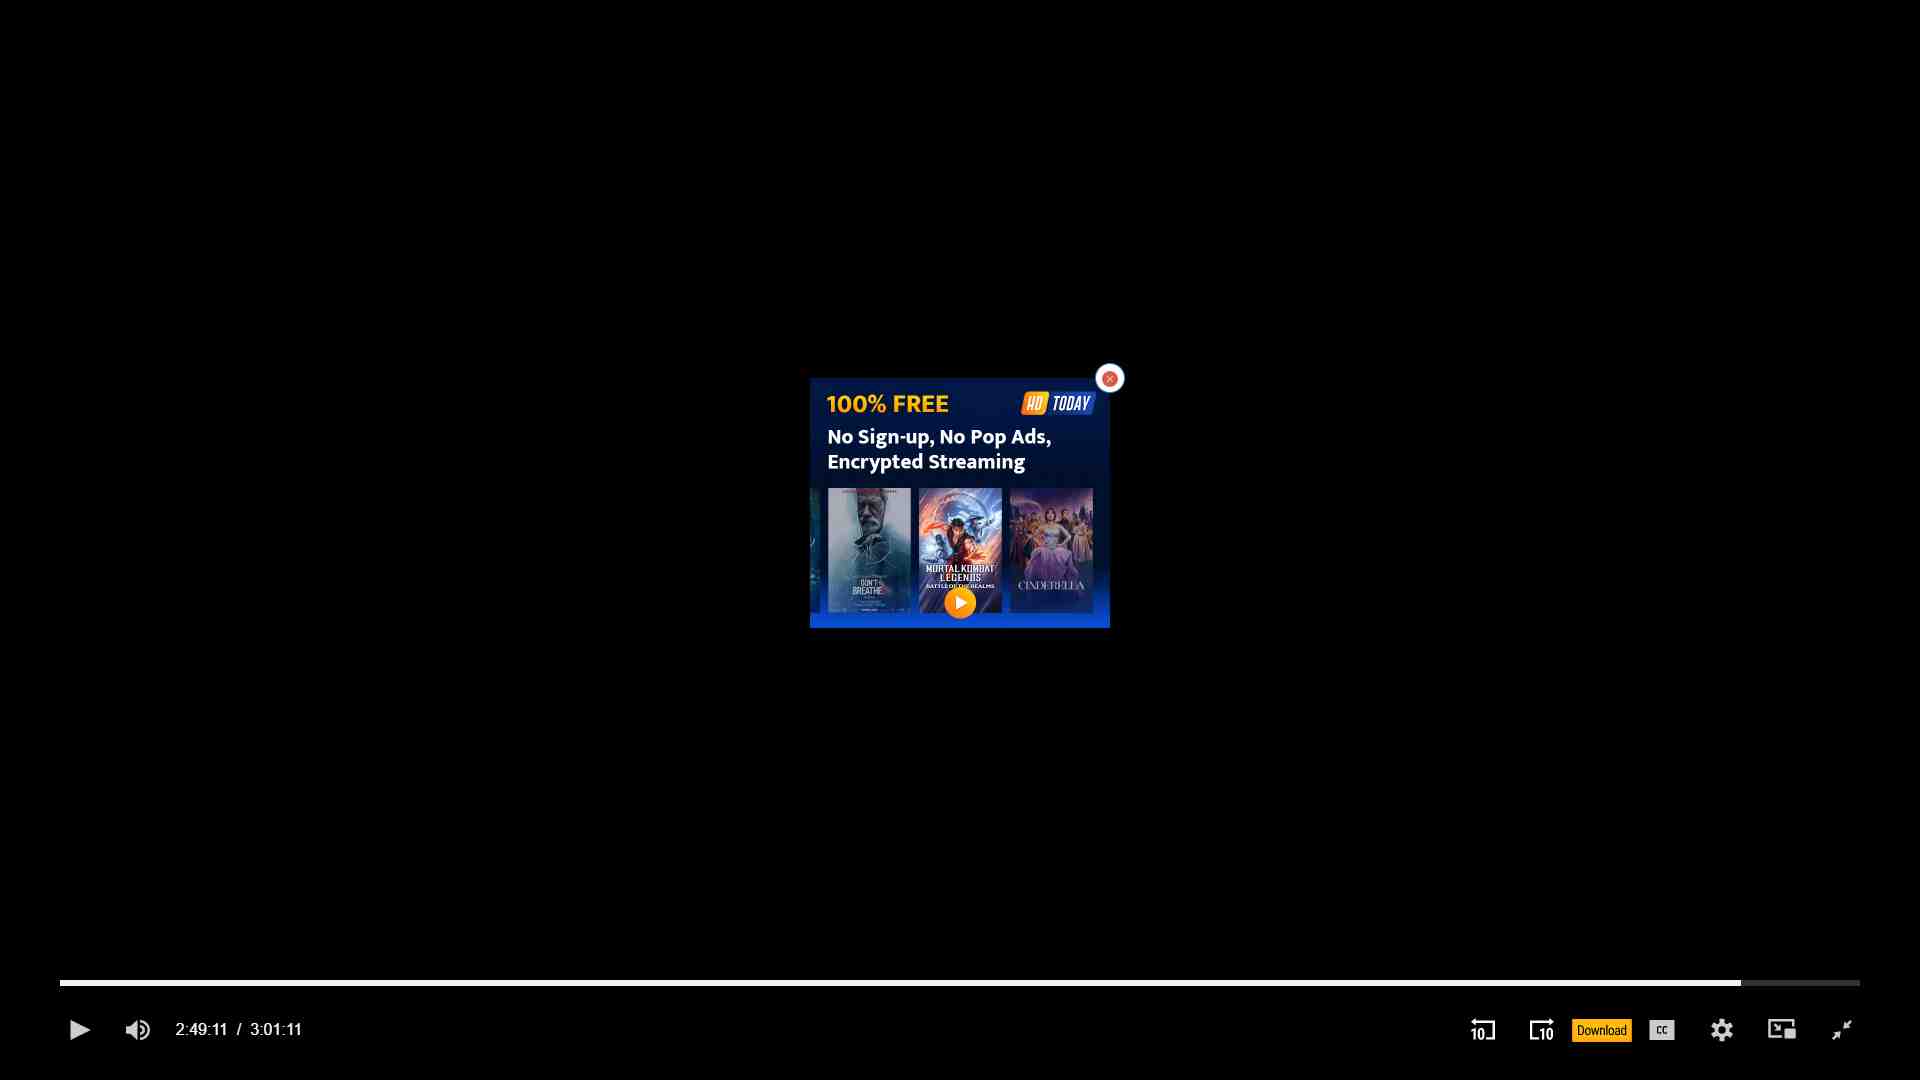 100% FREE
HD TODAY
No Sign-up, No Pop Ads,
Encrypted Streaming
DON'T
BREATHE
MORTAL KOMBAT
LEGENDS
BATTLE OF THE REALMS
CINDERELLA
2:49:11 / 3:01:11
10
10
Download
CC